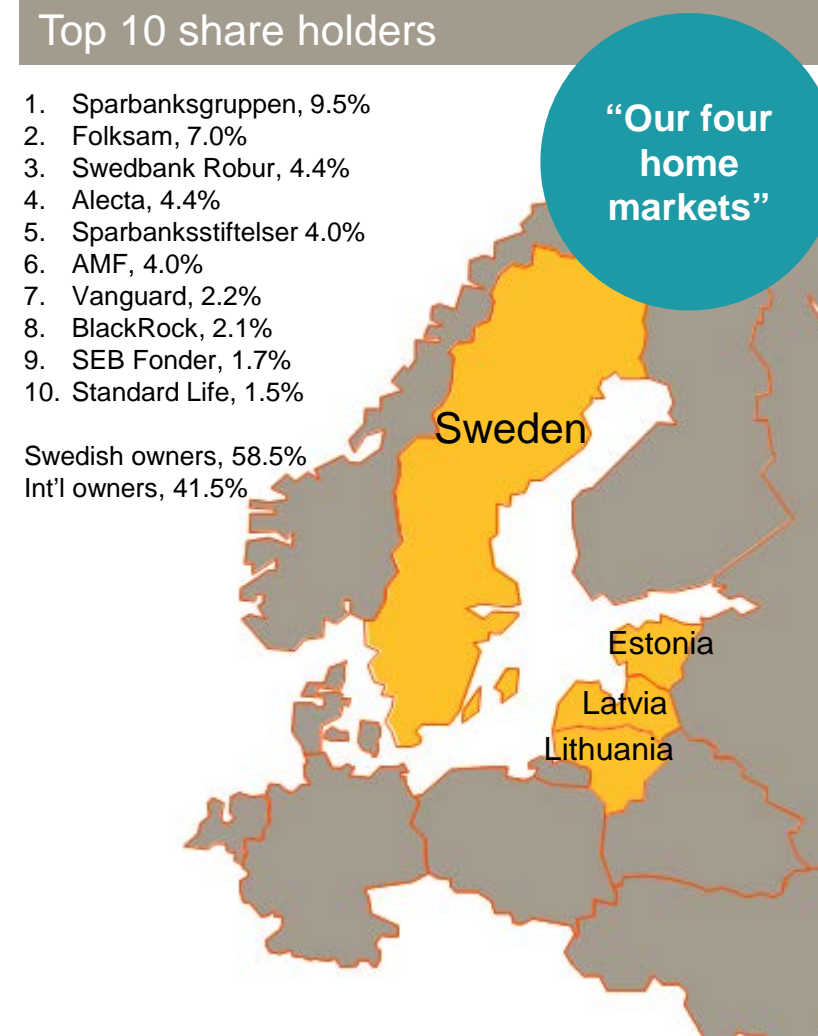 Top 10 share holders
“Our four
home
markets”
1. Sparbanksgruppen, 9.5%
2. Folksam, 7.0%
3. Swedbank Robur, 4.4%
4. Alecta, 4.4%
5. Sparbanksstiftelser 4.0%
6. AMF, 4.0%
7. Vanguard, 2.2%
8. BlackRock, 2.1%
9. SEB Fonder, 1.7%
10. Standard Life, 1.5%
Swedish owners, 58.5%
Int’l owners, 41.5%
Sweden
Estonia
Latvia
Lithuania